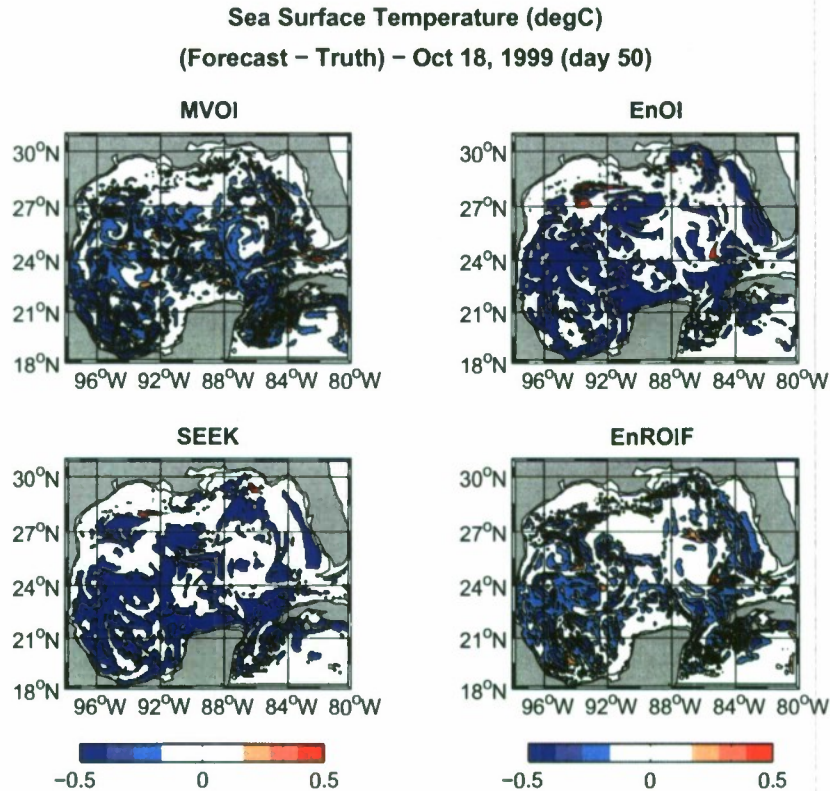 Sea Surface Temperature (degC)
(Forecast − Truth) − Oct 18, 1999 (day 50)
MVOI
30°N
27°N
24°N
21°N
18°N
96°W 92°W 88°W 84°W 80°W
EnOI
30°N
27°N
24°N
21°N
18°N
96°W 92°W 88°W 84°W 80°W
SEEK
30°N
27°N
24°N
21°N
18°N
96°W 92°W 88°W 84°W 80°W
EnROIF
30°N
27°N
24°N
21°N
18°N
96°W 92°W 88°W 84°W 80°W
−0.5 0 0.5
−0.5 0 0.5